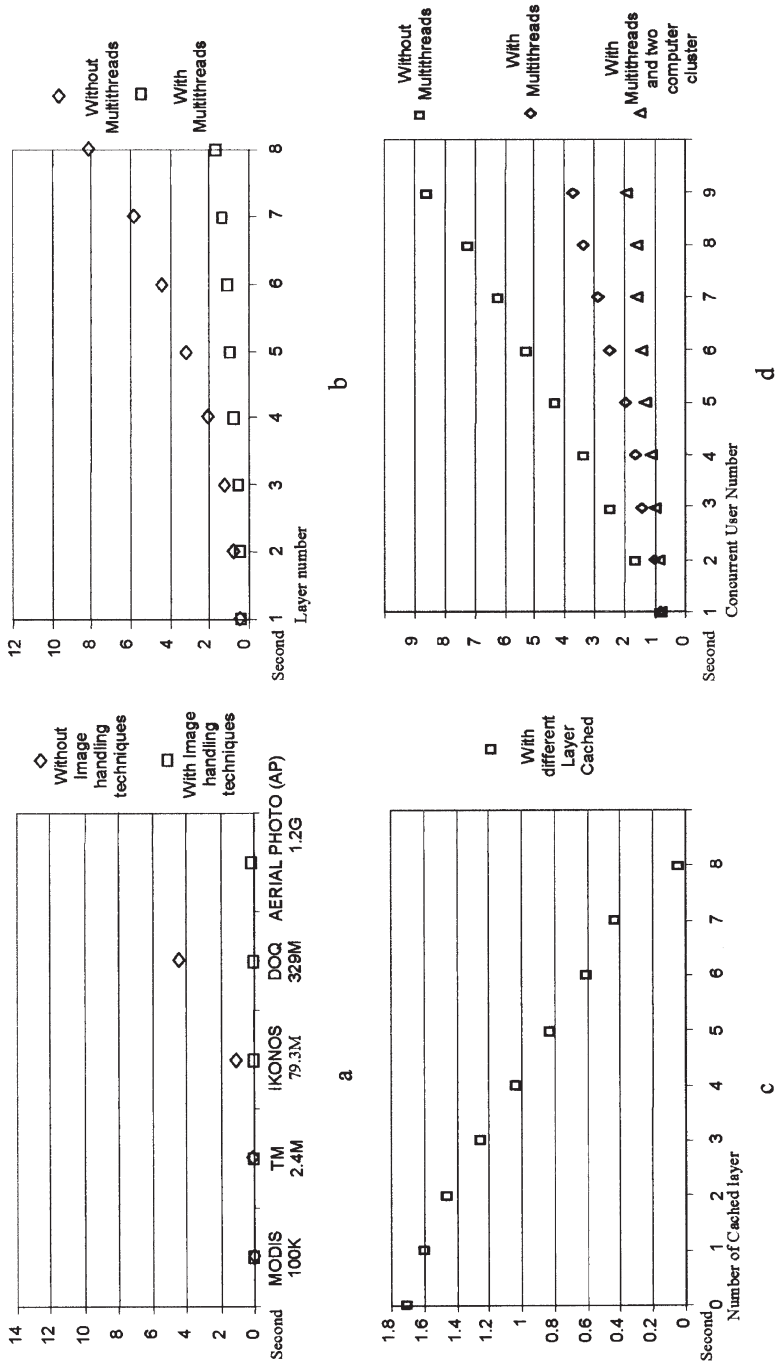 14
12
10
8
6
4
2
0
Second
MODIS
100K
TM
2.4M
IKONOS
79.3M
DOQ
329M
AERIAL PHOTO (AP)
1.2G
Without
Image
handling
techniques
With Image
handling
techniques
a
12
10
8
6
4
2
0
Second
1 2 3 4 5 6 7 8
Layer number
Without
Multithreads
With
Multithreads
b
1.8
1.6
1.4
1.2
1
0.8
0.6
0.4
0.2
0
Second
0 1 2 3 4 5 6 7 8
Number of Cached layer
With
different
Layer
Cached
c
9
8
7
6
5
4
3
2
1
0
Second
1 2 3 4 5 6 7 8 9
Concurrent User Number
Without
Multithreads
With
Multithreads
With
Multithreads
and two
computer
cluster
d